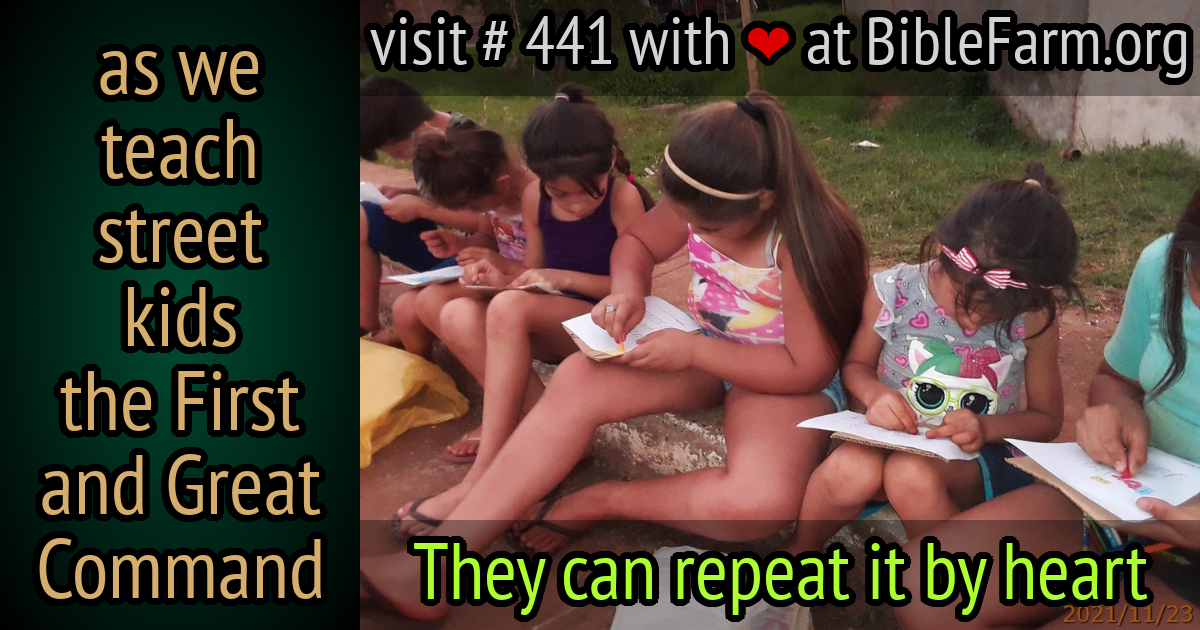 as we
teach
street
kids
the First
and Great
Command
visit # 441 with ❤ at BibleFarm.org
They can repeat it by heart
2021/11/23